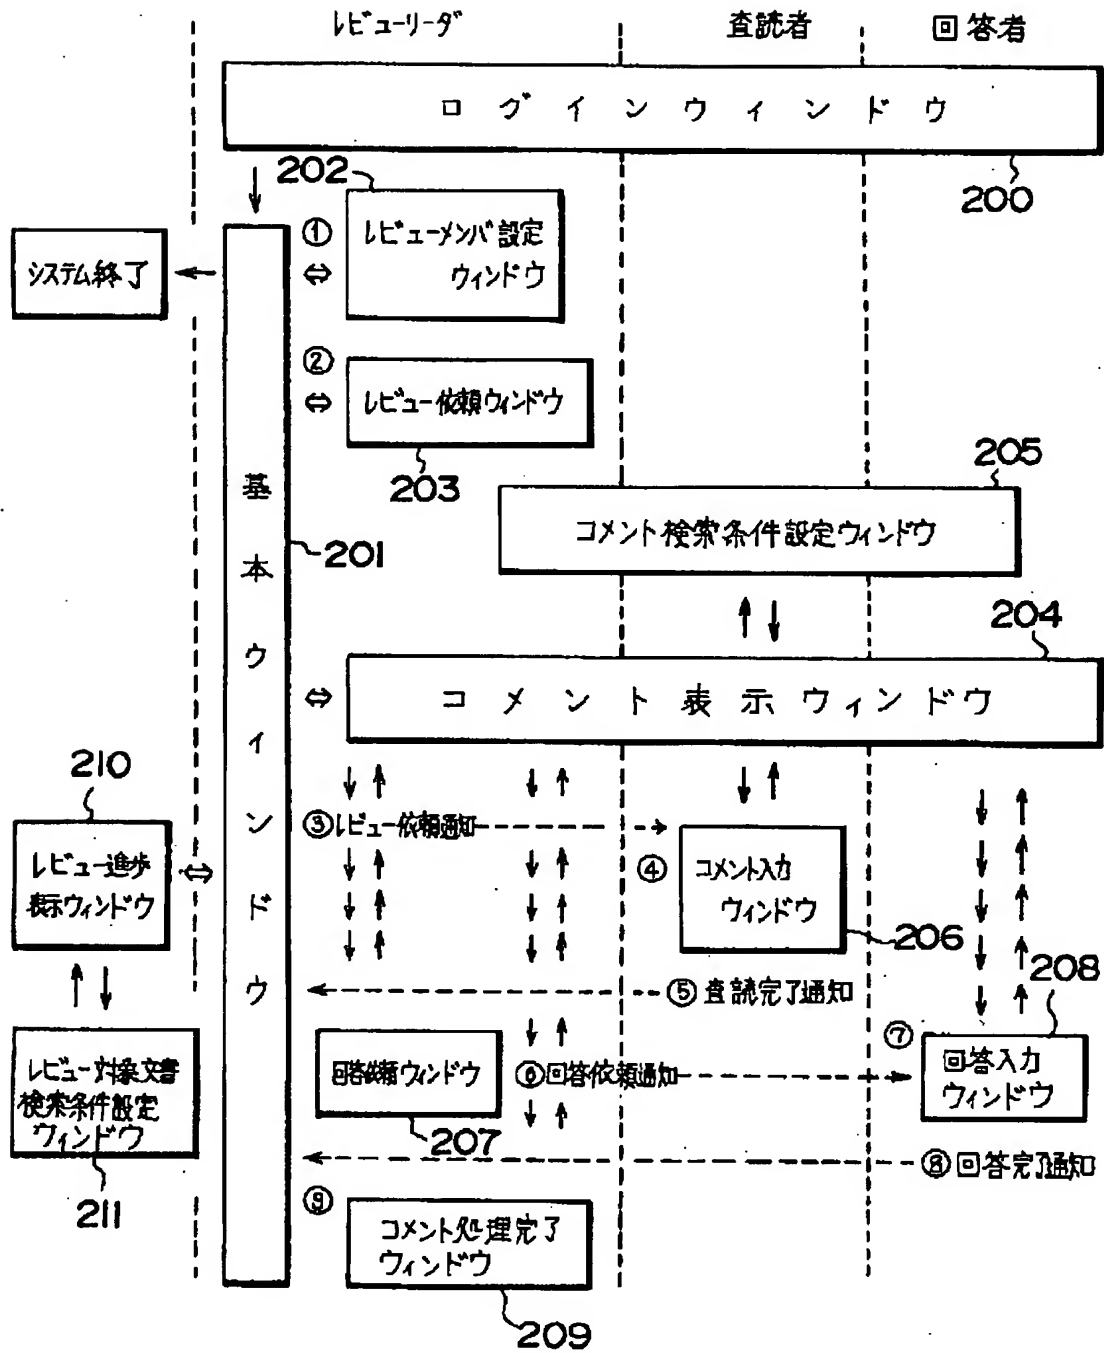 レビューリーダ 査読者 回答者
ログインウィンドウ
200
202
① レビューメンバ設定
ウィンドウ
システム終了
② レビュー依頼ウィンドウ
203
205
コメント検索条件設定ウィンドウ
基本ウィンドウ
201
204
コメント表示ウィンドウ
210
レビュー進歩
表示ウィンドウ
③ レビュー依頼通知
④ コメント入力
ウィンドウ
206
⑤ 査読完了通知
208
⑦ 回答入力
ウィンドウ
レビュー対象文書
検索条件設定
ウィンドウ
211
回答依頼ウィンドウ
207
⑥ 回答依頼通知
⑧ 回答完了通知
⑨ コメント処理完了
ウィンドウ
209